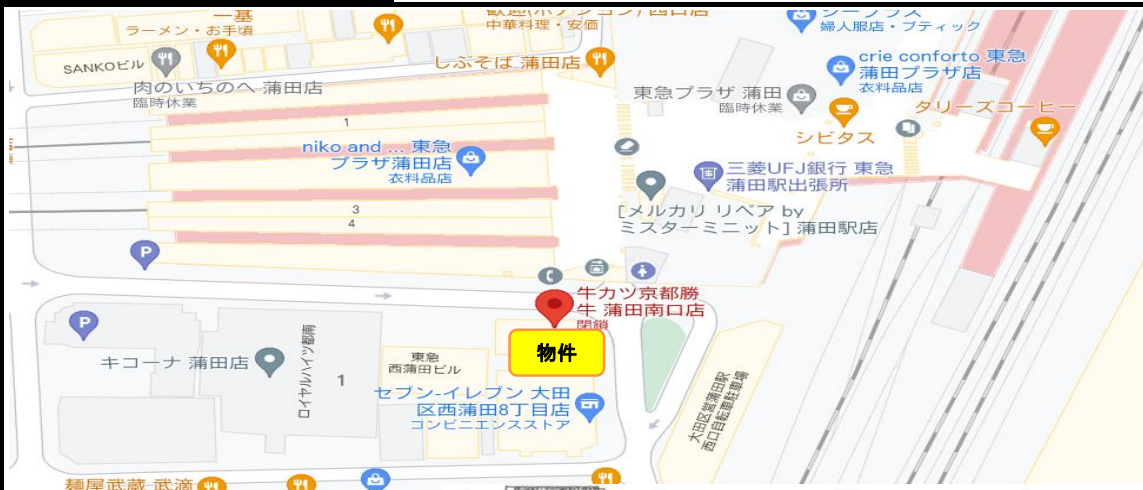 一基
ラーメン・お手頃
中華料理・安価
婦人服店・ブティック
SANKOビル
しぶそば 蒲田店
crie conforto 東急
蒲田プラザ店
衣料品店
肉のいちのへ 蒲田店
臨時休業
東急プラザ 蒲田
臨時休業
タリーズコーヒー
シビタス
1
niko and ... 東急
プラザ蒲田店
衣料品店
三菱UFJ銀行 東急
蒲田駅出張所
3
4
[メルカリ リペア by
ミスターミニット] 蒲田駅店
P
牛カツ京都勝
牛 蒲田南口店
閉鎖
物件
P
キコーナ 蒲田店
ロイヤルハイツ都南
1
東急
西蒲田ビル
セブン-イレブン 大田
区西蒲田8丁目店
コンビニエンスストア
大田区営蒲田駅
西口自転車駐車場
麺屋武蔵 武滴